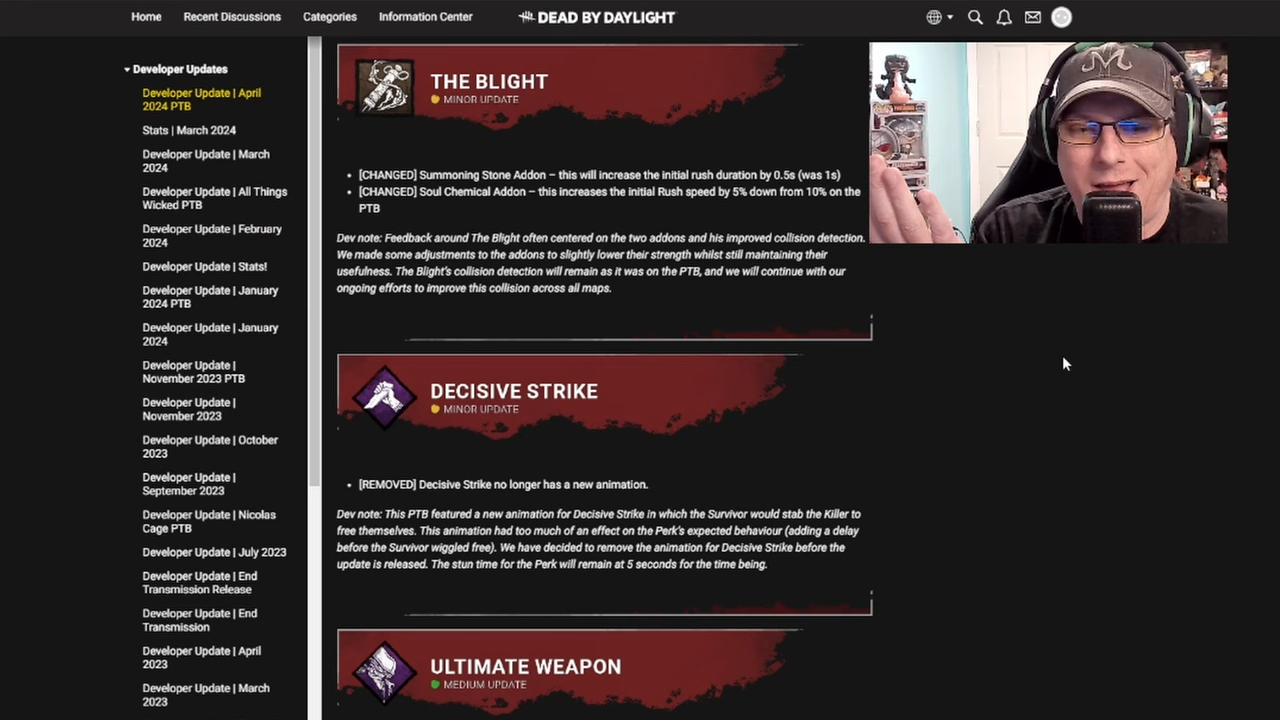 Home
Recent Discussions
Categories
Information Center
DEAD BY DAYLIGHT
Developer Updates
Developer Update | April
2024 PTB
Stats | March 2024
Developer Update | March
2024
Developer Update | All Things
Wicked PTB
Developer Update | February
2024
Developer Update | Stats!
Developer Update | January
2024 PTB
Developer Update | January
2024
Developer Update |
November 2023 PTB
Developer Update |
November 2023
Developer Update | October
2023
Developer Update |
September 2023
Developer Update | Nicolas
Cage PTB
Developer Update | July 2023
Developer Update | End
Transmission Release
Developer Update | End
Transmission
Developer Update | April
2023
Developer Update | March
2023
THE BLIGHT
MINOR UPDATE
[CHANGED] Summoning Stone Addon – this will increase the initial rush duration by 0.5s (was 1s)
[CHANGED] Soul Chemical Addon – this increases the initial Rush speed by 5% down from 10% on the
PTB
Dev note: Feedback around The Blight often centered on the two addons and his improved collision detection.
We made some adjustments to the addons to slightly lower their strength whilst still maintaining their
usefulness. The Blight's collision detection will remain as it was on the PTB, and we will continue with our
ongoing efforts to improve this collision across all maps.
DECISIVE STRIKE
MINOR UPDATE
[REMOVED] Decisive Strike no longer has a new animation.
Dev note: This PTB featured a new animation for Decisive Strike in which the Survivor would stab the Killer to
free themselves. This animation had too much of an effect on the Perk's expected behaviour (adding a delay
before the Survivor wiggled free). We have decided to remove the animation for Decisive Strike before the
update is released. The stun time for the Perk will remain at 5 seconds for the time being.
ULTIMATE WEAPON
MEDIUM UPDATE